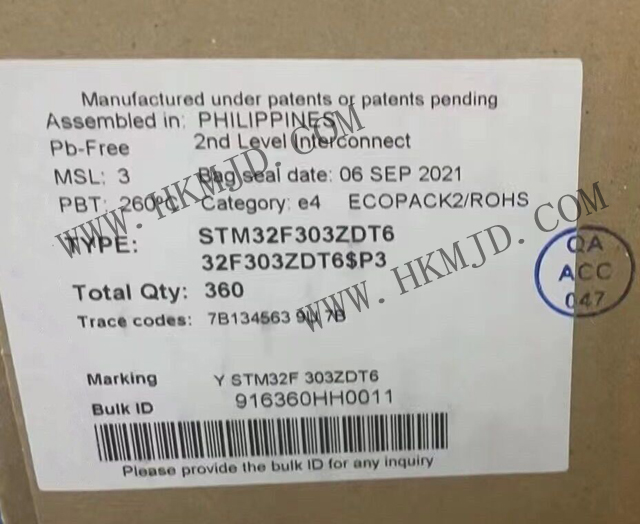 Manufactured under patents or patents pending
Assembled in: PHILIPPINES
Pb-Free 2nd Level Interconnect
MSL: 3 Bag seal date: 06 SEP 2021
PBT: 260°C Category: e4 ECOPACK2/ROHS
TYPE: STM32F303ZDT6
32F303ZDT6$P3
Total Qty: 360
Trace codes: 7B134563 9U 7B
Marking Y STM32F 303ZDT6
Bulk ID 916360HH0011
Please provide the bulk ID for any inquiry
QA
ACC
047
WWW.HKMJD.COM
WWW.HKMJD.COM